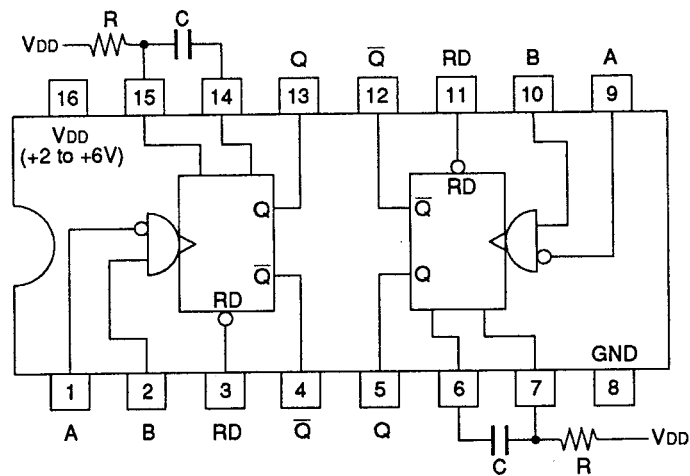 R C
VDD Q Q̅ RD B A
16 15 14 13 12 11 10 9
VDD
(+2 to +6V)
RD
Q Q̅
Q̅ Q
RD
GND
1 2 3 4 5 6 7 8
A B RD Q̅ Q VDD
C R